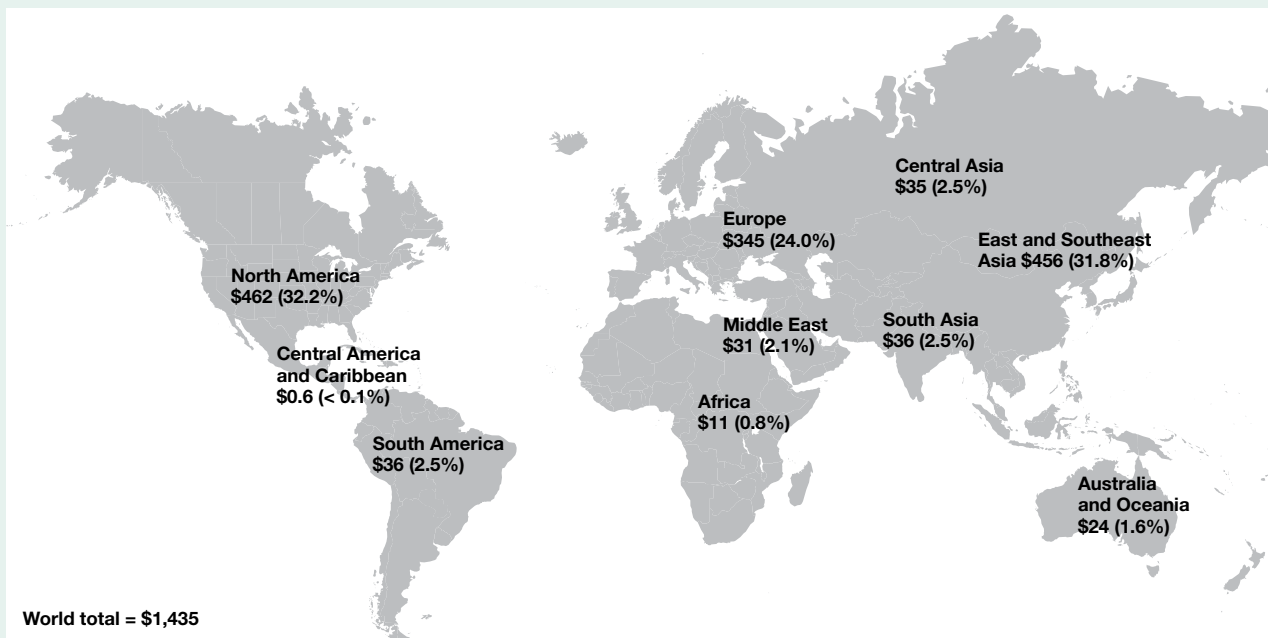 Central Asia
$35 (2.5%)
Europe
$345 (24.0%)
East and Southeast
Asia $456 (31.8%)
North America
$462 (32.2%)
Middle East
$31 (2.1%)
South Asia
$36 (2.5%)
Central America
and Caribbean
$0.6 (< 0.1%)
Africa
$11 (0.8%)
South America
$36 (2.5%)
Australia
and Oceania
$24 (1.6%)
World total = $1,435